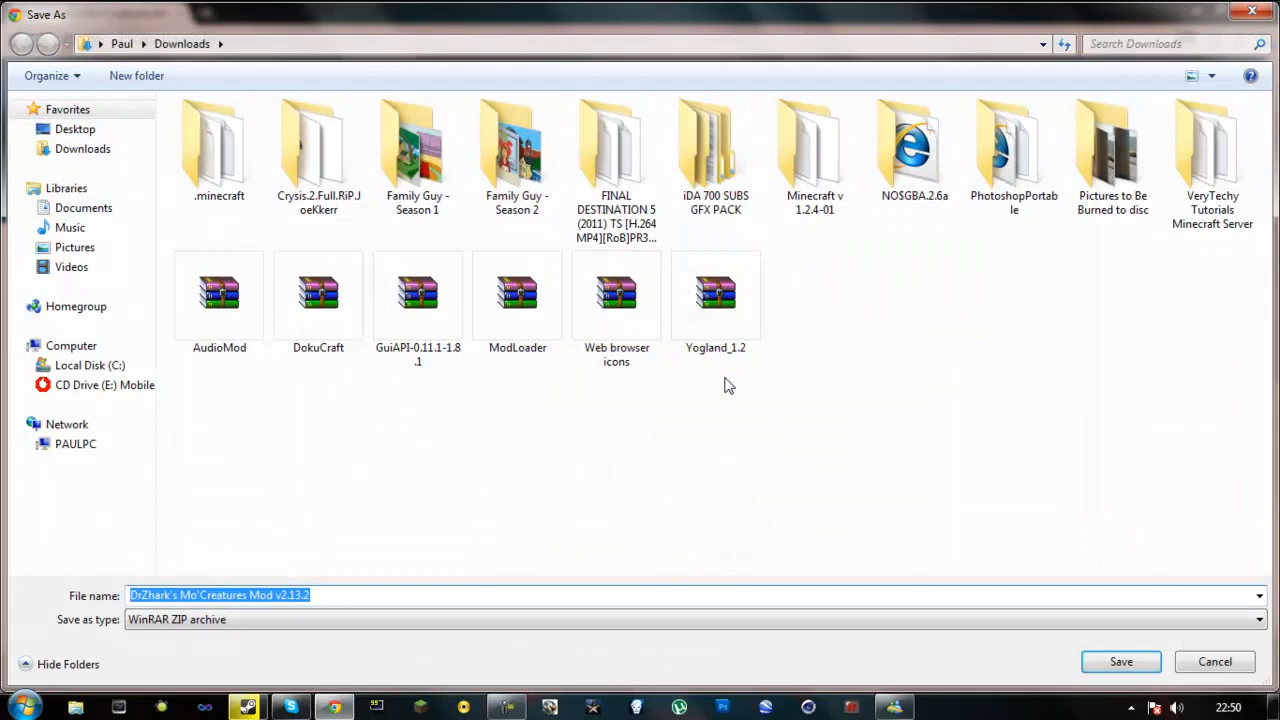 Save As
Paul
Downloads
Search Downloads
Organize
New folder
Favorites
Desktop
Downloads
Libraries
Documents
Music
Pictures
Videos
Homegroup
Computer
Local Disk (C:)
CD Drive (E:) Mobile
Network
PAULPC
.minecraft
Crysis.2.Full.RiP.J
oeKkerr
Family Guy -
Season 1
Family Guy -
Season 2
FINAL
DESTINATION 5
(2011) TS [H.264
MP4][RoB]PR3...
iDA 700 SUBS
GFX PACK
Minecraft v
1.2.4-01
NO$GBA.2.6a
PhotoshopPortab
le
Pictures to Be
Burned to disc
VeryTechy
Tutorials
Minecraft Server
AudioMod
DokuCraft
GuiAPI-0.11.1-1.8
.1
ModLoader
Web browser
icons
Yogland_1.2
File name:
DrZhark's Mo'Creatures Mod v2.13.2
Save as type:
WinRAR ZIP archive
Hide Folders
Save
Cancel
99
Ps
22:50